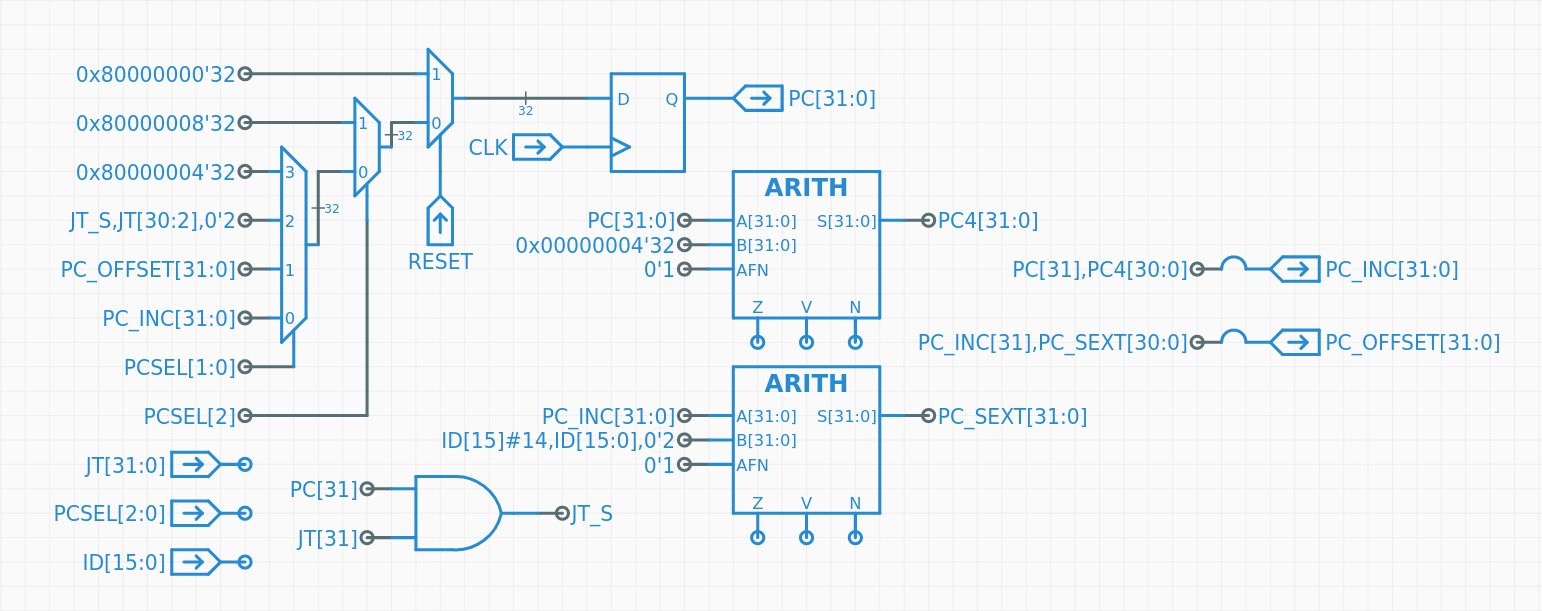 0x80000000'32
1
0x80000008'32
1
0
32
D
Q
PC[31:0]
32
CLK
0x80000004'32
3
0
JT_S,JT[30:2],0'2
2
32
PC_OFFSET[31:0]
1
PC_INC[31:0]
0
PCSEL[1:0]
PCSEL[2]
RESET
ARITH
PC[31:0]
A[31:0]
S[31:0]
PC4[31:0]
0x00000004'32
B[31:0]
0'1
AFN
Z
V
N
PC[31],PC4[30:0]
PC_INC[31:0]
PC_INC[31],PC_SEXT[30:0]
PC_OFFSET[31:0]
ARITH
PC_INC[31:0]
A[31:0]
S[31:0]
PC_SEXT[31:0]
ID[15]#14,ID[15:0],0'2
B[31:0]
0'1
AFN
Z
V
N
JT[31:0]
PCSEL[2:0]
ID[15:0]
PC[31]
JT[31]
JT_S